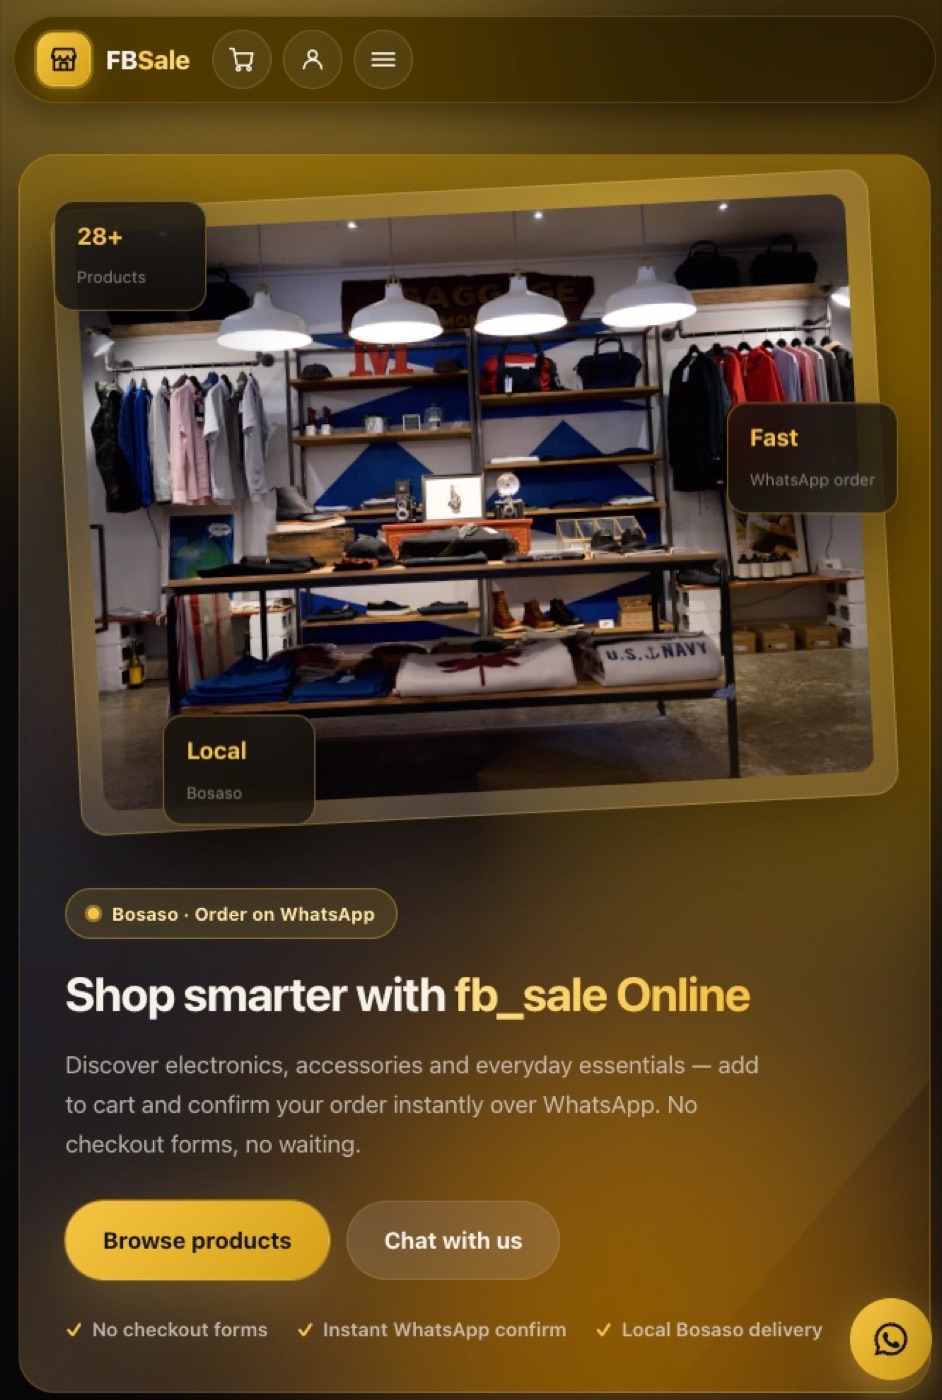 FBSale
28+
Products
BAGGAGE
M
Fast
WhatsApp order
U.S. NAVY
Local
Bosaso
Bosaso · Order on WhatsApp
Shop smarter with fb_sale Online
Discover electronics, accessories and everyday essentials — add
to cart and confirm your order instantly over WhatsApp. No
checkout forms, no waiting.
Browse products
Chat with us
No checkout forms
Instant WhatsApp confirm
Local Bosaso delivery